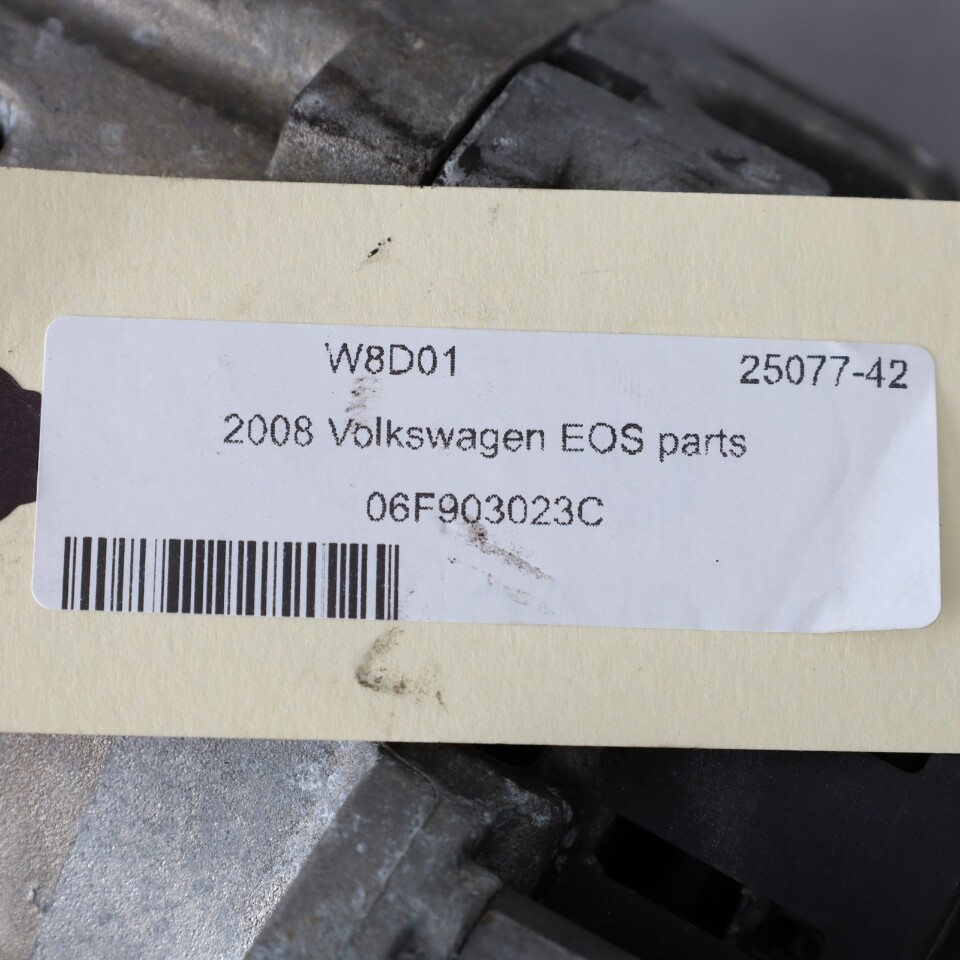 W8D01 25077-42
2008 Volkswagen EOS parts
06F903023C